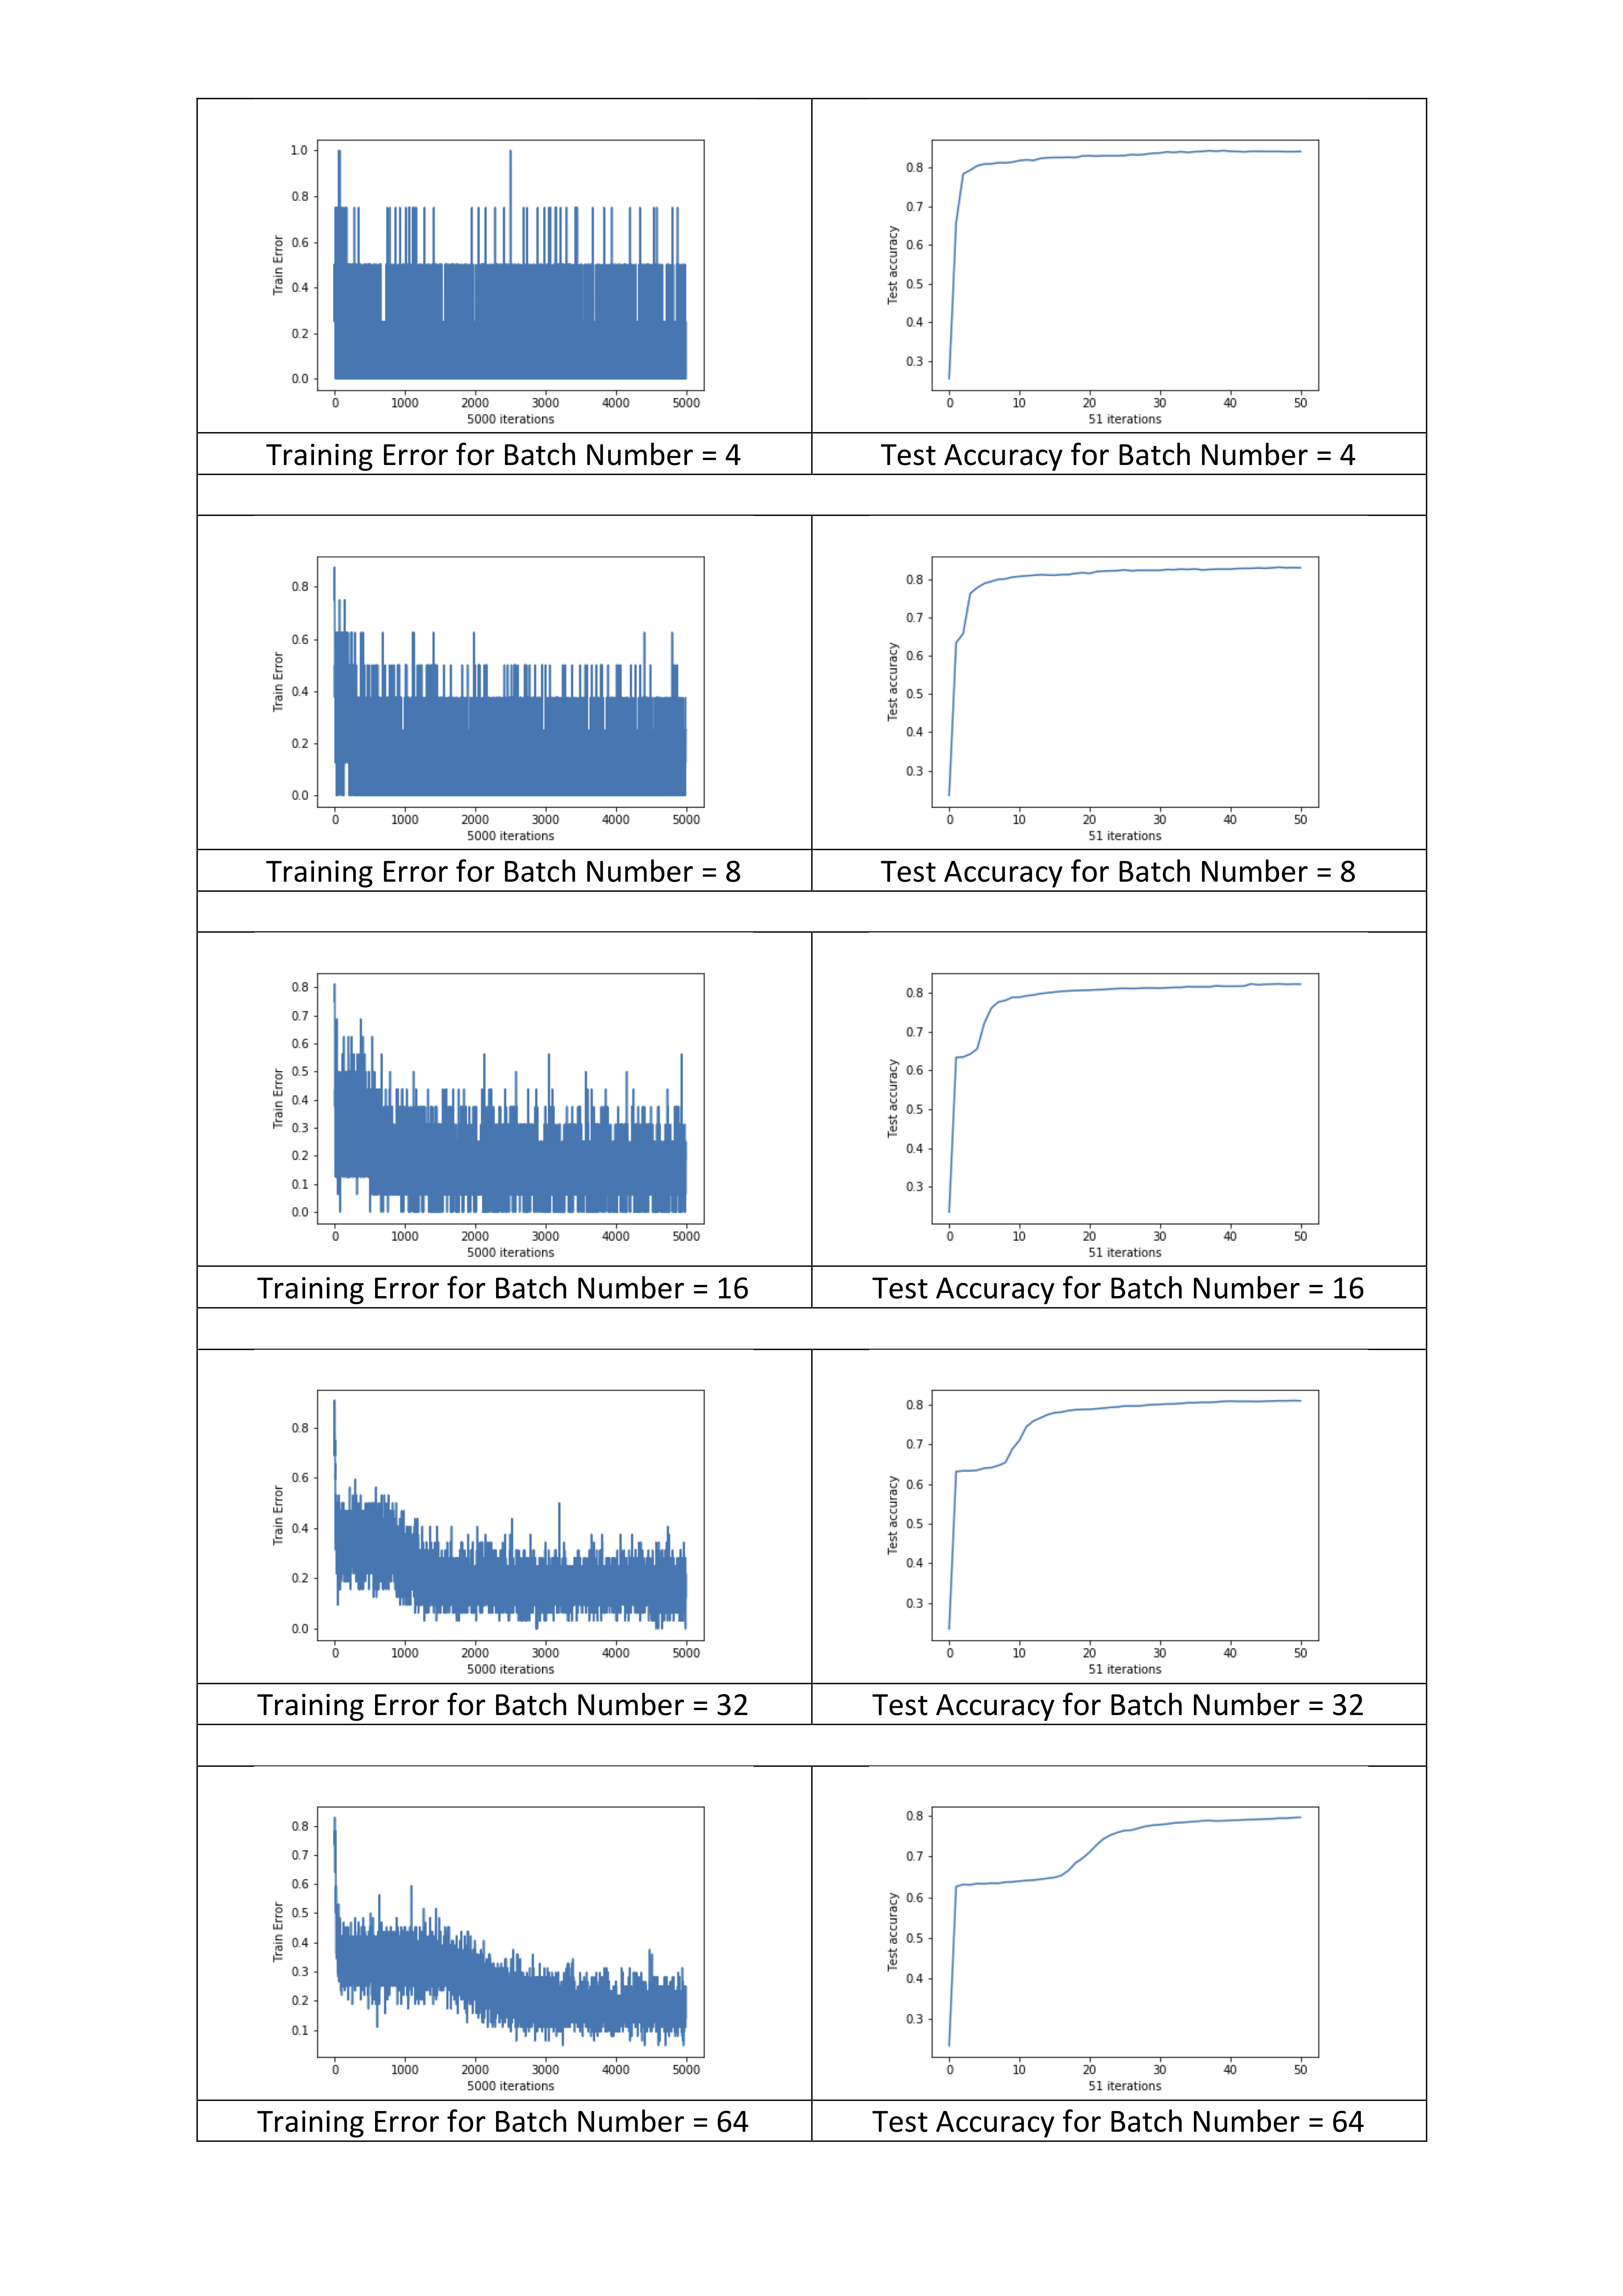 1.0
0.8
0.6
0.4
0.2
0.0
Train Error
0 1000 2000 3000 4000 5000
5000 iterations
0.8
0.7
0.6
0.5
0.4
0.3
Test accuracy
0 10 20 30 40 50
51 iterations
Training Error for Batch Number = 4
Test Accuracy for Batch Number = 4
0.8
0.6
0.4
0.2
0.0
Train Error
0 1000 2000 3000 4000 5000
5000 iterations
0.8
0.7
0.6
0.5
0.4
0.3
Test accuracy
0 10 20 30 40 50
51 iterations
Training Error for Batch Number = 8
Test Accuracy for Batch Number = 8
0.8
0.7
0.6
0.5
0.4
0.3
0.2
0.1
0.0
Train Error
0 1000 2000 3000 4000 5000
5000 iterations
0.8
0.7
0.6
0.5
0.4
0.3
Test accuracy
0 10 20 30 40 50
51 iterations
Training Error for Batch Number = 16
Test Accuracy for Batch Number = 16
0.8
0.6
0.4
0.2
0.0
Train Error
0 1000 2000 3000 4000 5000
5000 iterations
0.8
0.7
0.6
0.5
0.4
0.3
Test accuracy
0 10 20 30 40 50
51 iterations
Training Error for Batch Number = 32
Test Accuracy for Batch Number = 32
0.8
0.7
0.6
0.5
0.4
0.3
0.2
0.1
Train Error
0 1000 2000 3000 4000 5000
5000 iterations
0.8
0.7
0.6
0.5
0.4
0.3
Test accuracy
0 10 20 30 40 50
51 iterations
Training Error for Batch Number = 64
Test Accuracy for Batch Number = 64